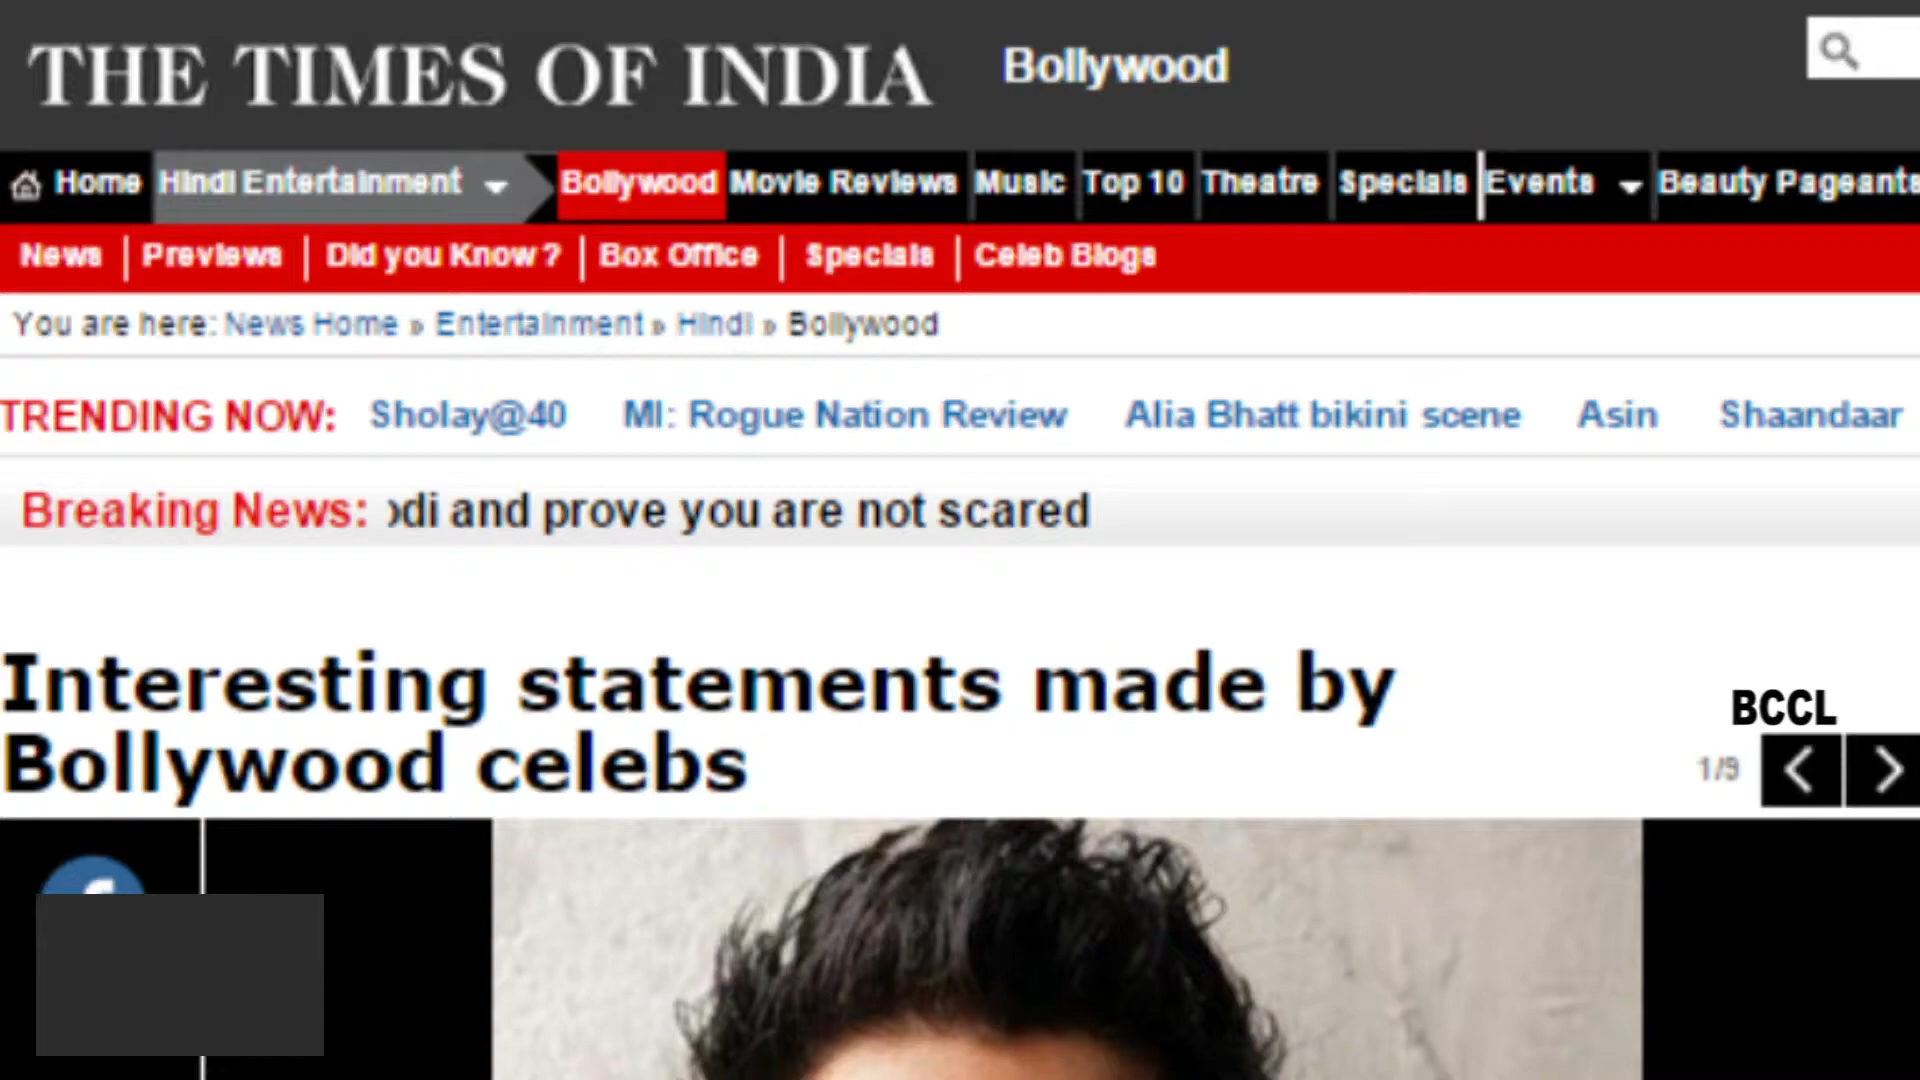 THE TIMES OF INDIA Bollywood
Home Hindi Entertainment Bollywood Movie Reviews Music Top 10 Theatre Specials Events Beauty Pageants
News Previews Did you Know? Box Office Specials Celeb Blogs
You are here: News Home » Entertainment » Hindi » Bollywood
TRENDING NOW: Sholay@40 MI: Rogue Nation Review Alia Bhatt bikini scene Asin Shaandaar
Breaking News: di and prove you are not scared
Interesting statements made by
Bollywood celebs
BCCL
1/9